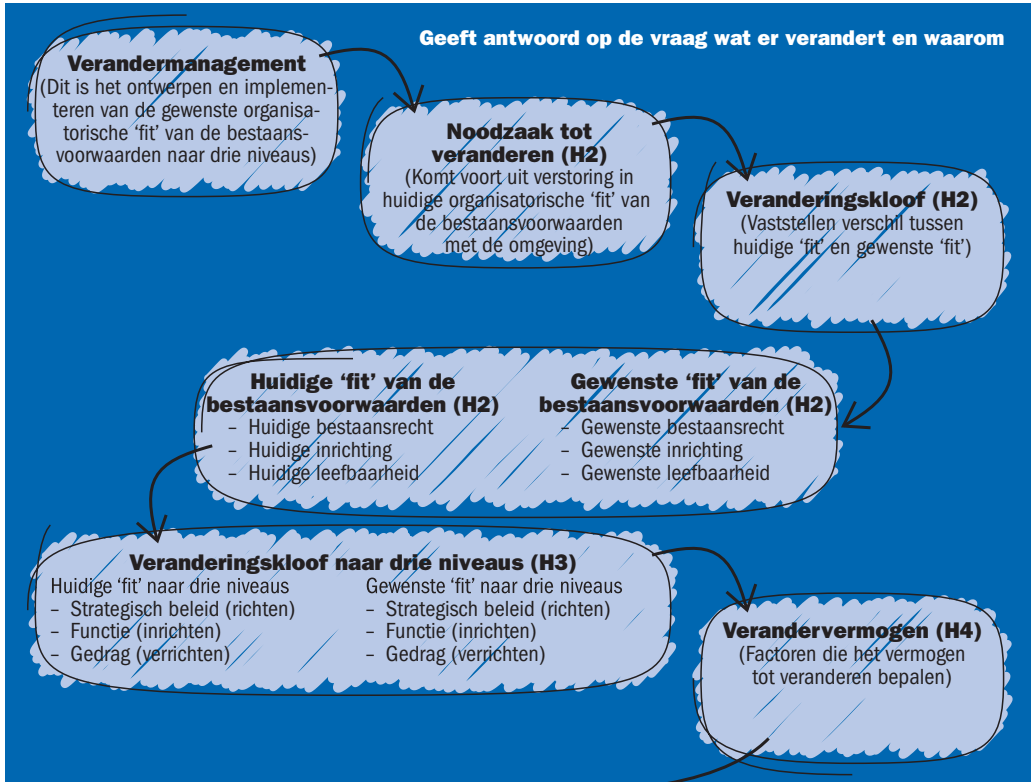 Geeft antwoord op de vraag wat er verandert en waarom
Verandermanagement
(Dit is het ontwerpen en implemen-
teren van de gewenste organisa-
torische ‘fit’ van de bestaans-
voorwaarden naar drie niveaus)
Noodzaak tot
veranderen (H2)
(Komt voort uit verstoring in
huidige organisatorische ‘fit’ van
de bestaansvoorwaarden
met de omgeving)
Veranderingskloof (H2)
(Vaststellen verschil tussen
huidige ‘fit’ en gewenste ‘fit’)
Huidige ‘fit’ van de
bestaansvoorwaarden (H2)
– Huidige bestaansrecht
– Huidige inrichting
– Huidige leefbaarheid
Gewenste ‘fit’ van de
bestaansvoorwaarden (H2)
– Gewenste bestaansrecht
– Gewenste inrichting
– Gewenste leefbaarheid
Veranderingskloof naar drie niveaus (H3)
Huidige ‘fit’ naar drie niveaus
– Strategisch beleid (richten)
– Functie (inrichten)
– Gedrag (verrichten)
Gewenste ‘fit’ naar drie niveaus
– Strategisch beleid (richten)
– Functie (inrichten)
– Gedrag (verrichten)
Verandervermogen (H4)
(Factoren die het vermogen
tot veranderen bepalen)